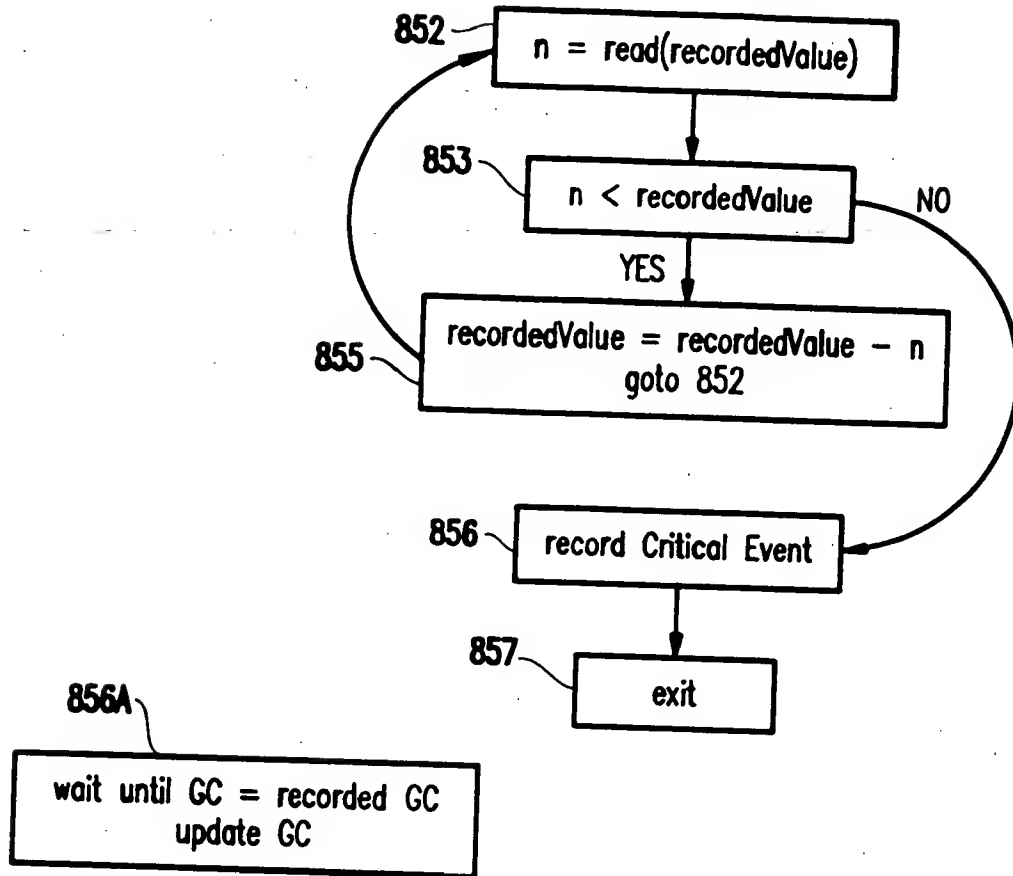 852
n = read(recordedValue)
853
n < recordedValue
NO
YES
855
recordedValue = recordedValue - n
goto 852
856
record Critical Event
857
exit
856A
wait until GC = recorded GC
update GC